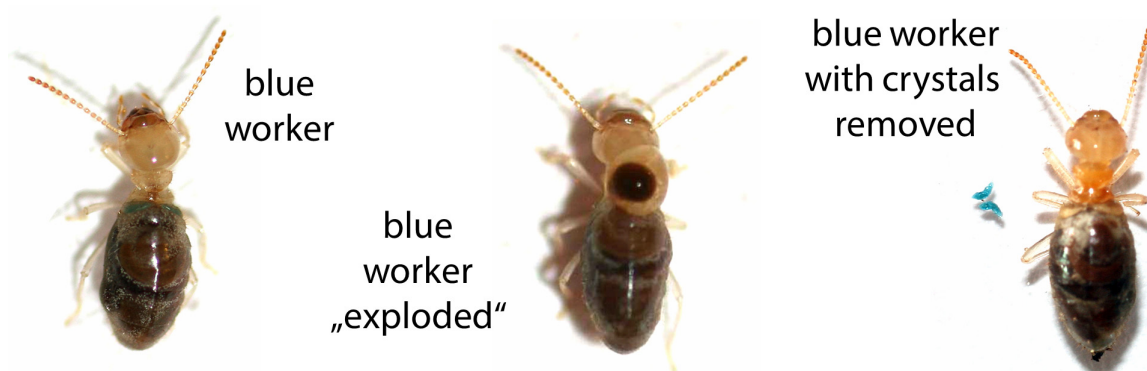 blue
worker
blue
worker
„exploded“
blue worker
with crystals
removed